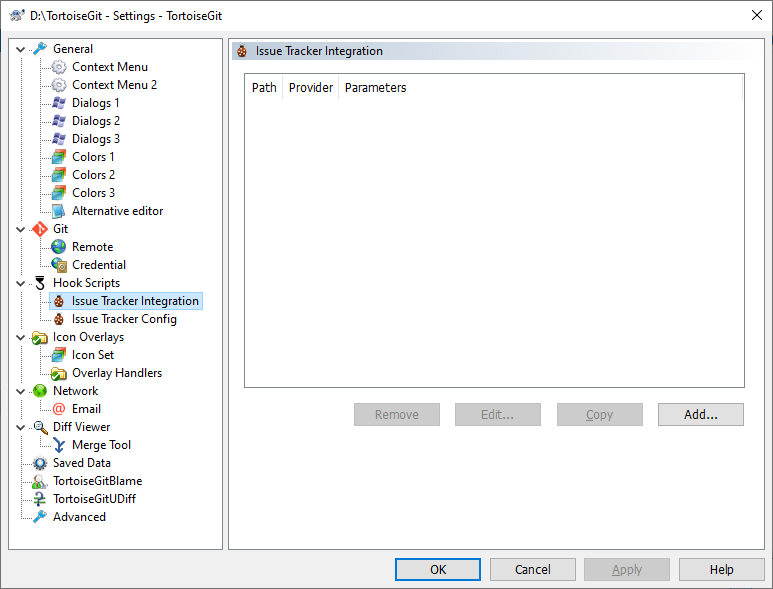 D:\TortoiseGit - Settings - TortoiseGit
General
Context Menu
Context Menu 2
Dialogs 1
Dialogs 2
Dialogs 3
Colors 1
Colors 2
Colors 3
Alternative editor
Git
Remote
Credential
Hook Scripts
Issue Tracker Integration
Issue Tracker Config
Icon Overlays
Icon Set
Overlay Handlers
Network
Email
Diff Viewer
Merge Tool
Saved Data
TortoiseGitBlame
TortoiseGitUDiff
Advanced
Issue Tracker Integration
Path Provider Parameters
Remove Edit... Copy Add...
OK Cancel Apply Help